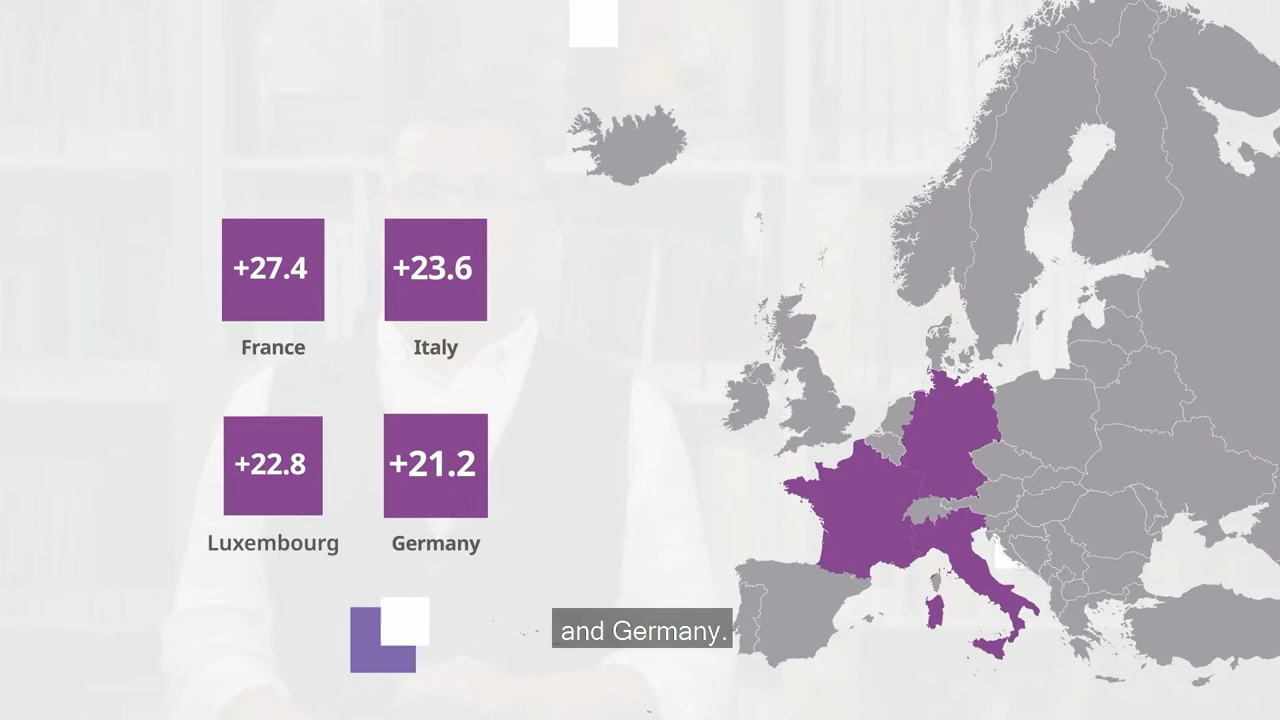 +27.4 +23.6
France Italy
+22.8 +21.2
Luxembourg Germany
and Germany.